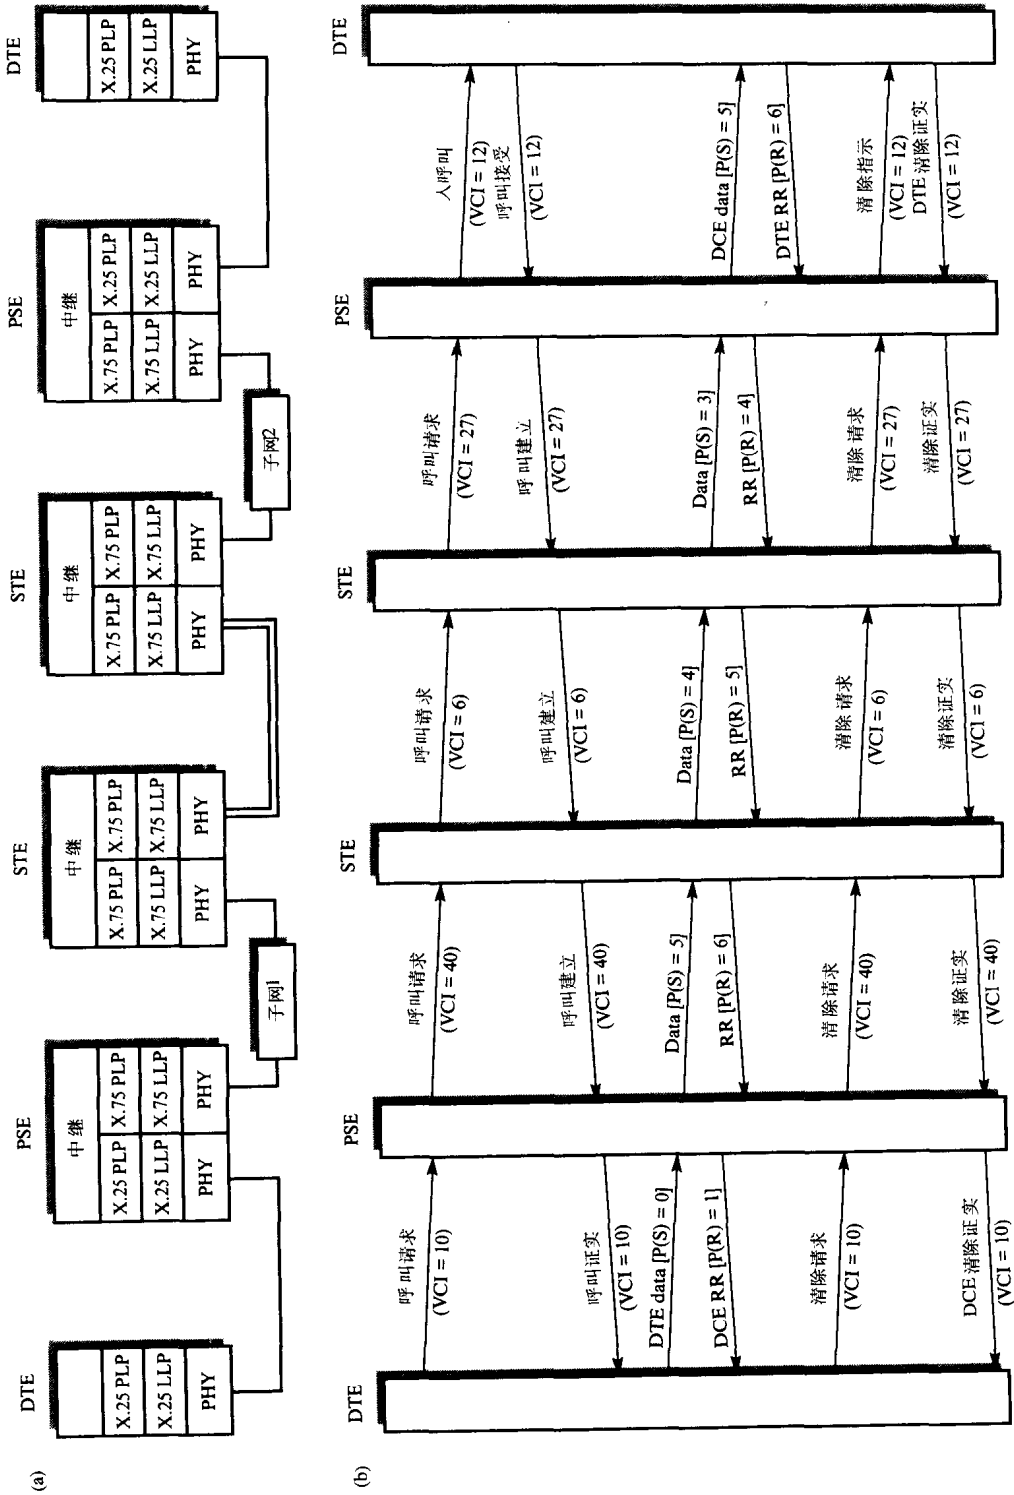 (a)
DTE
PSE
STE
STE
PSE
DTE
X.25 PLP
X.25 LLP
PHY
中继
X.25 PLP
X.75 PLP
X.25 LLP
X.75 LLP
PHY
PHY
子网1
中继
X.75 PLP
X.75 PLP
X.75 LLP
X.75 LLP
PHY
PHY
中继
X.75 PLP
X.75 PLP
X.75 LLP
X.75 LLP
PHY
PHY
子网2
中继
X.75 PLP
X.25 PLP
X.75 LLP
X.25 LLP
PHY
PHY
X.25 PLP
X.25 LLP
PHY
(b)
DTE
PSE
STE
STE
PSE
DTE
呼叫请求
(VCI = 10)
呼叫请求
(VCI = 40)
呼叫请求
(VCI = 6)
呼叫请求
(VCI = 27)
人呼叫
(VCI = 12)
呼叫接受
(VCI = 12)
呼叫建立
(VCI = 27)
呼叫建立
(VCI = 6)
呼叫建立
(VCI = 40)
呼叫证实
(VCI = 10)
DTE data [P(S) = 0]
DCE RR [P(R) = 1]
Data [P(S) = 5]
RR [P(R) = 6]
Data [P(S) = 4]
RR [P(R) = 5]
Data [P(S) = 3]
RR [P(R) = 4]
DCE data [P(S) = 5]
DTE RR [P(R) = 6]
清除请求
(VCI = 10)
清除请求
(VCI = 40)
清除请求
(VCI = 6)
清除请求
(VCI = 27)
清除指示
(VCI = 12)
DTE 清除证实
(VCI = 12)
清除证实
(VCI = 27)
清除证实
(VCI = 6)
清除证实
(VCI = 40)
DCE 清除证实
(VCI = 10)